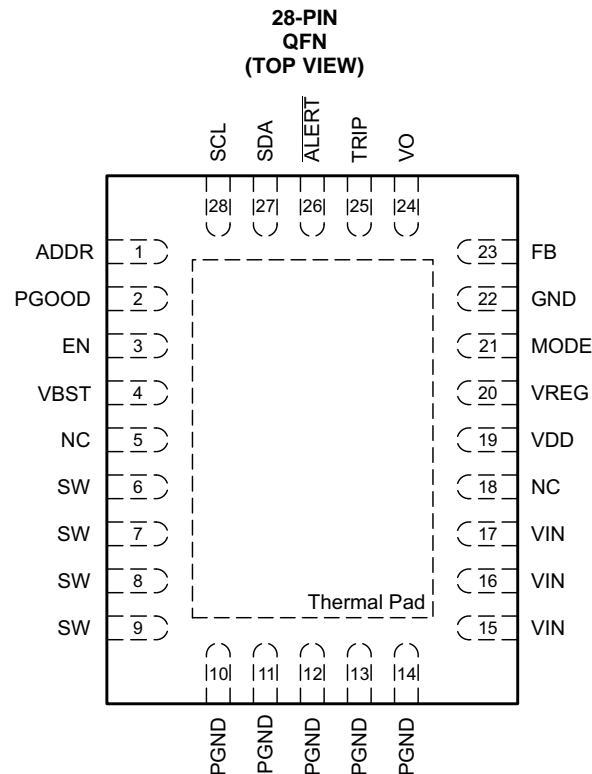 28-PIN
QFN
(TOP VIEW)
SCL SDA ALERT TRIP VO
28 27 26 25 24
ADDR 1 23 FB
PGOOD 2 22 GND
EN 3 21 MODE
VBST 4 20 VREG
NC 5 19 VDD
SW 6 18 NC
SW 7 17 VIN
SW 8 16 VIN
Thermal Pad
SW 9 15 VIN
10 11 12 13 14
PGND PGND PGND PGND PGND